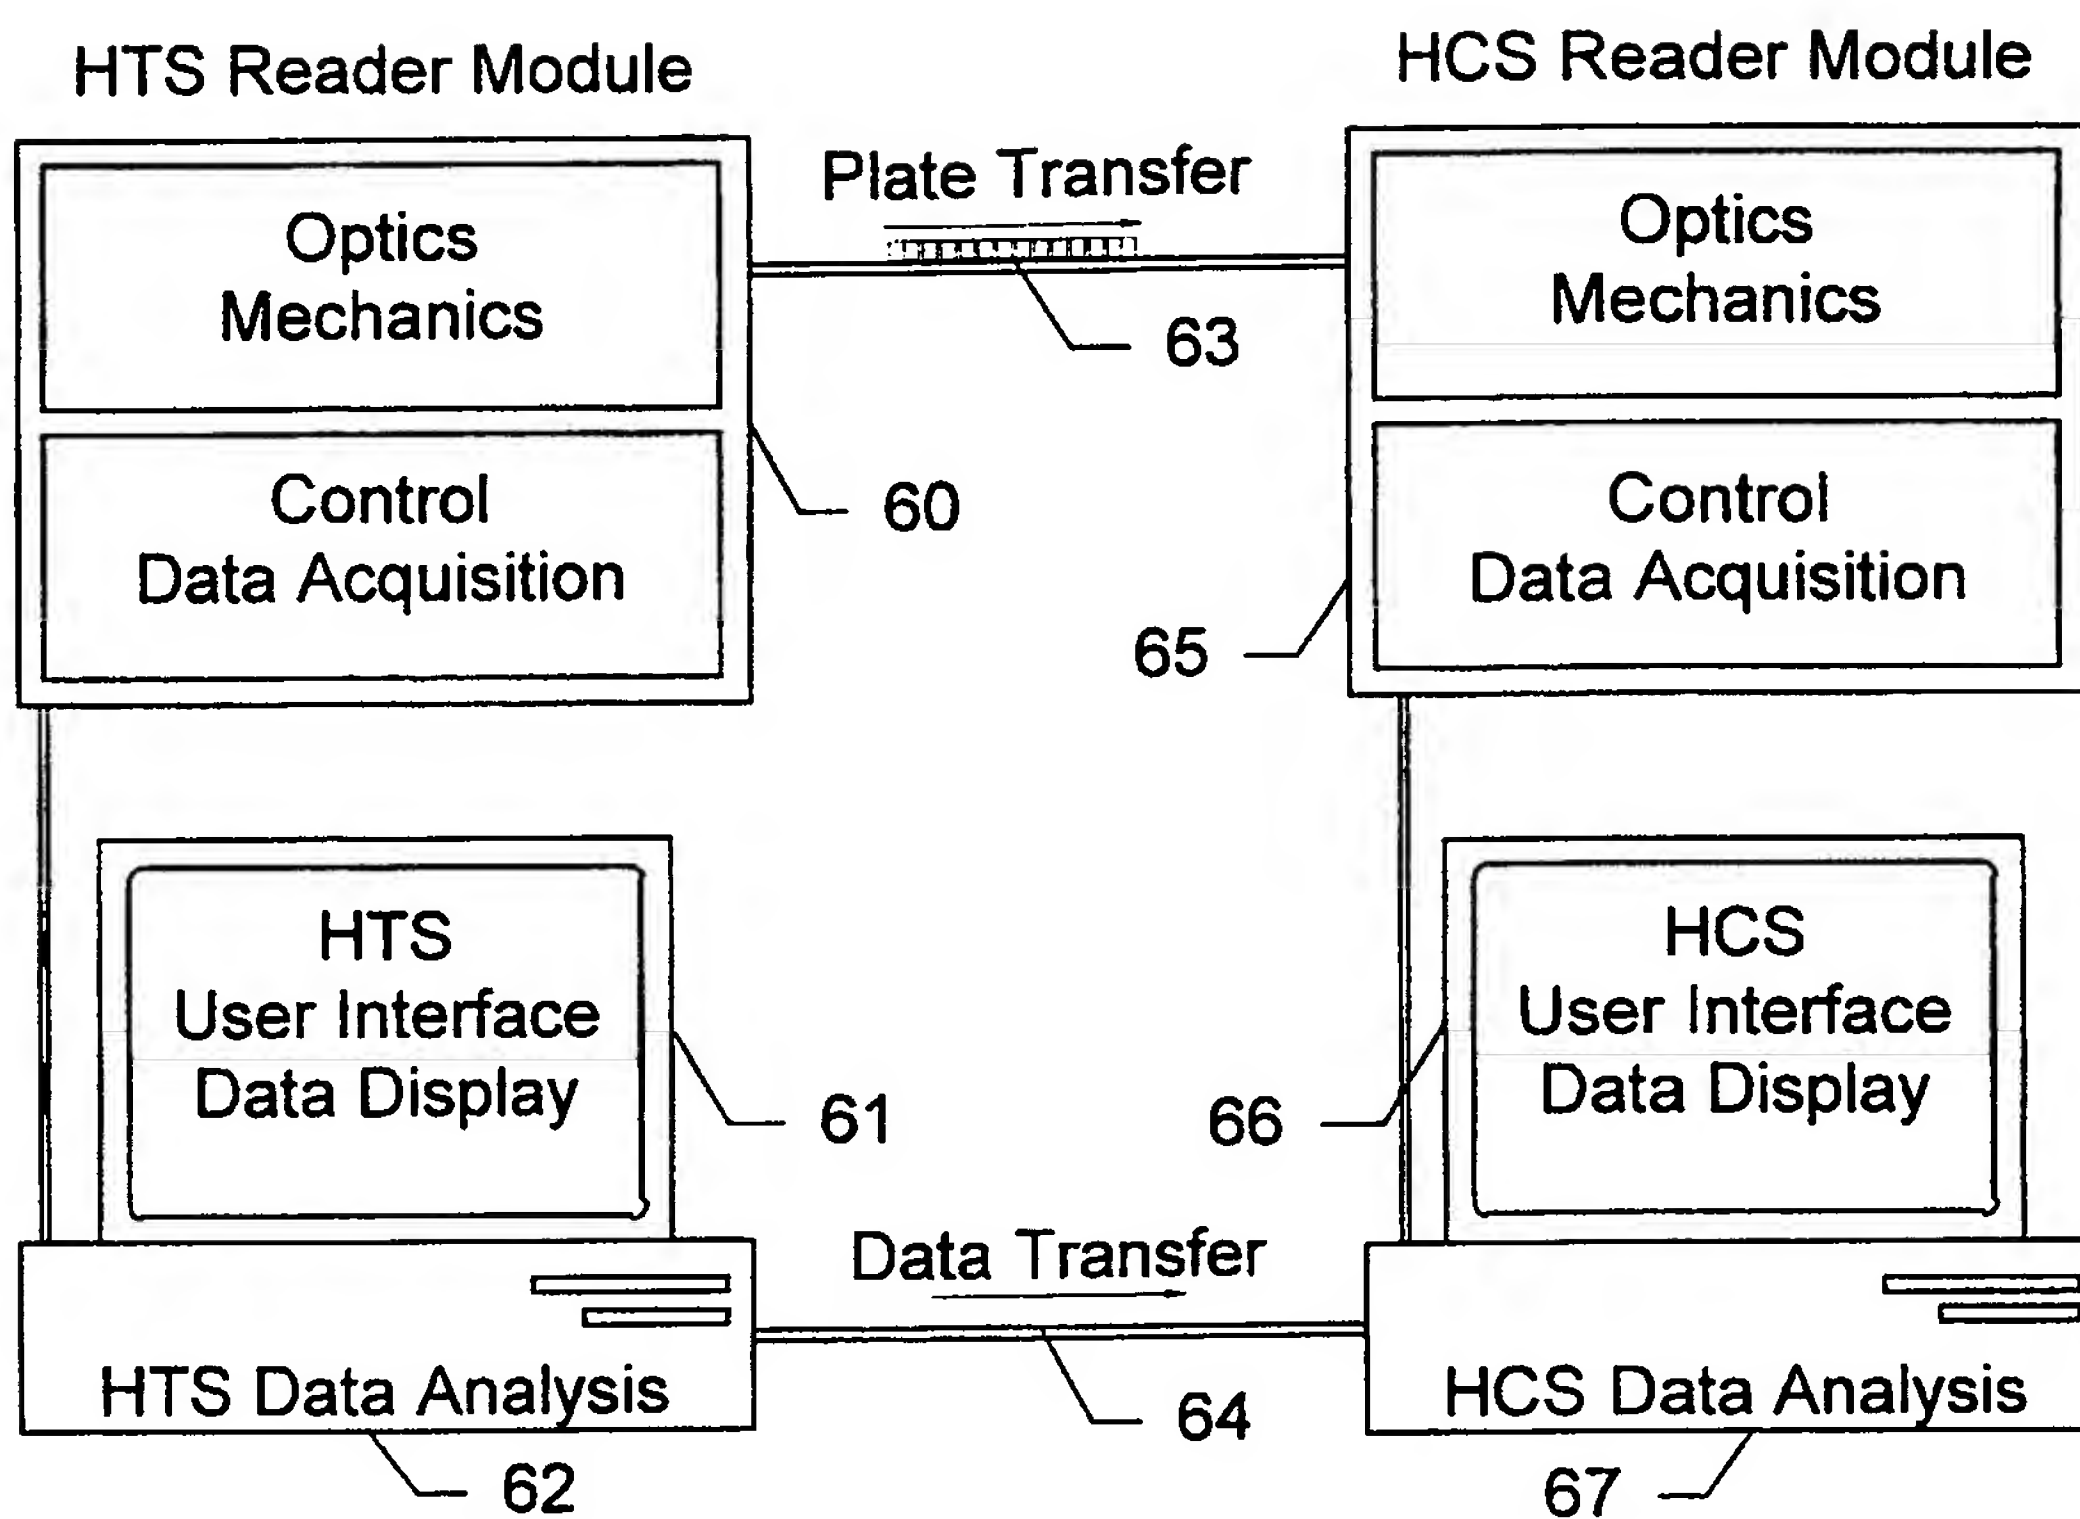 HTS Reader Module
HCS Reader Module
Plate Transfer
Optics
Mechanics
Optics
Mechanics
63
Control
Data Acquisition
60
Control
Data Acquisition
65
HTS
User Interface
Data Display
61
66
HCS
User Interface
Data Display
Data Transfer
HTS Data Analysis
64
HCS Data Analysis
62
67